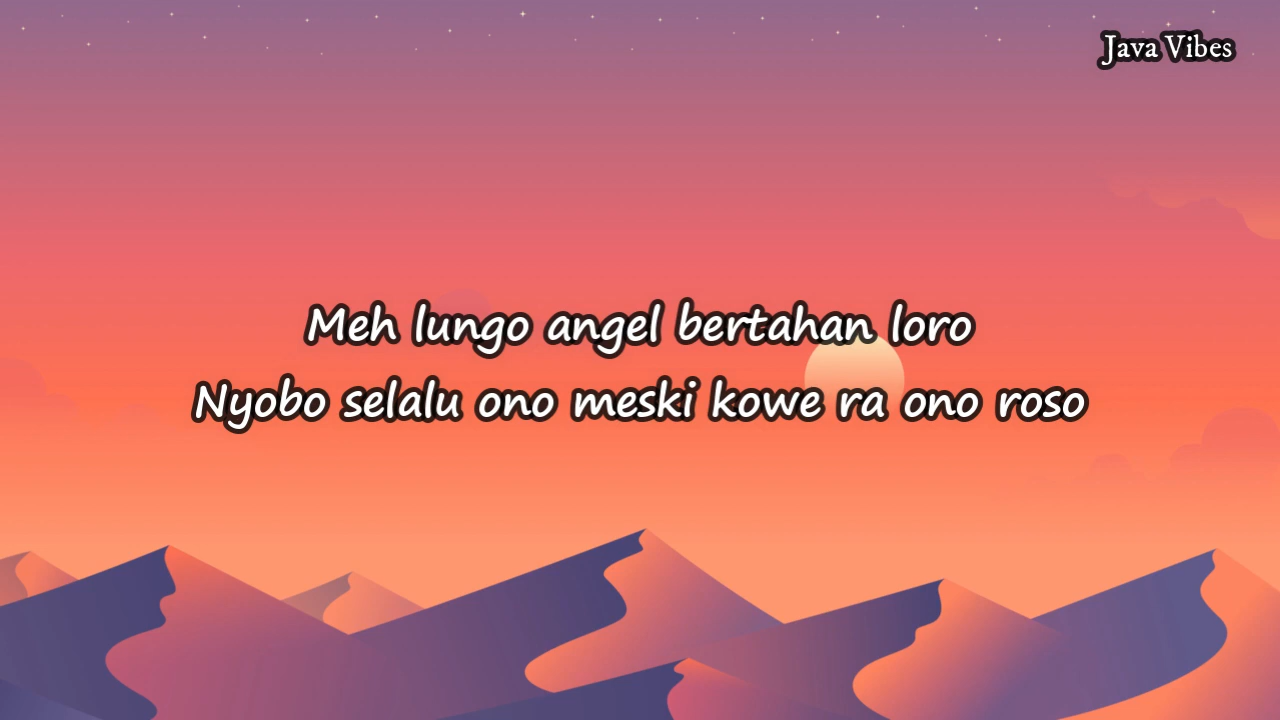 Java Vibes
Meh lungo angel bertahan loro
Nyobo selalu ono meski kowe ra ono roso